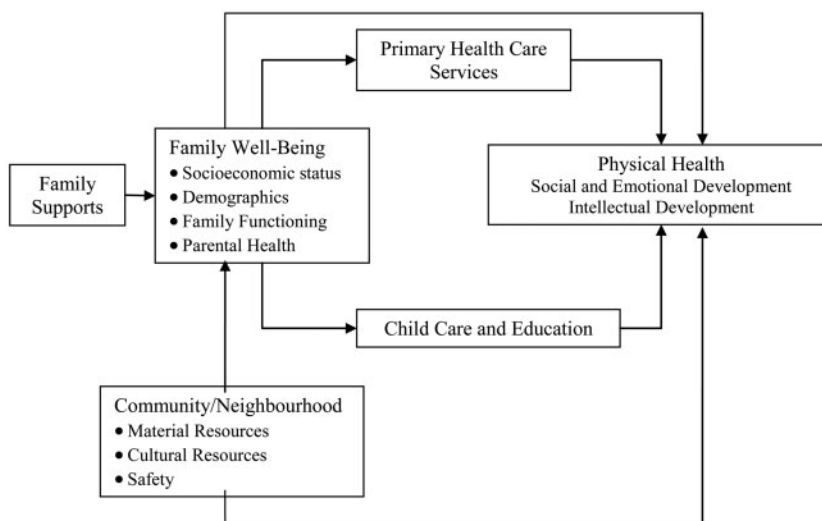 Primary Health Care
Services
Family Well-Being
● Socioeconomic status
● Demographics
● Family Functioning
● Parental Health
Family
Supports
Physical Health
Social and Emotional Development
Intellectual Development
Child Care and Education
Community/Neighbourhood
● Material Resources
● Cultural Resources
● Safety